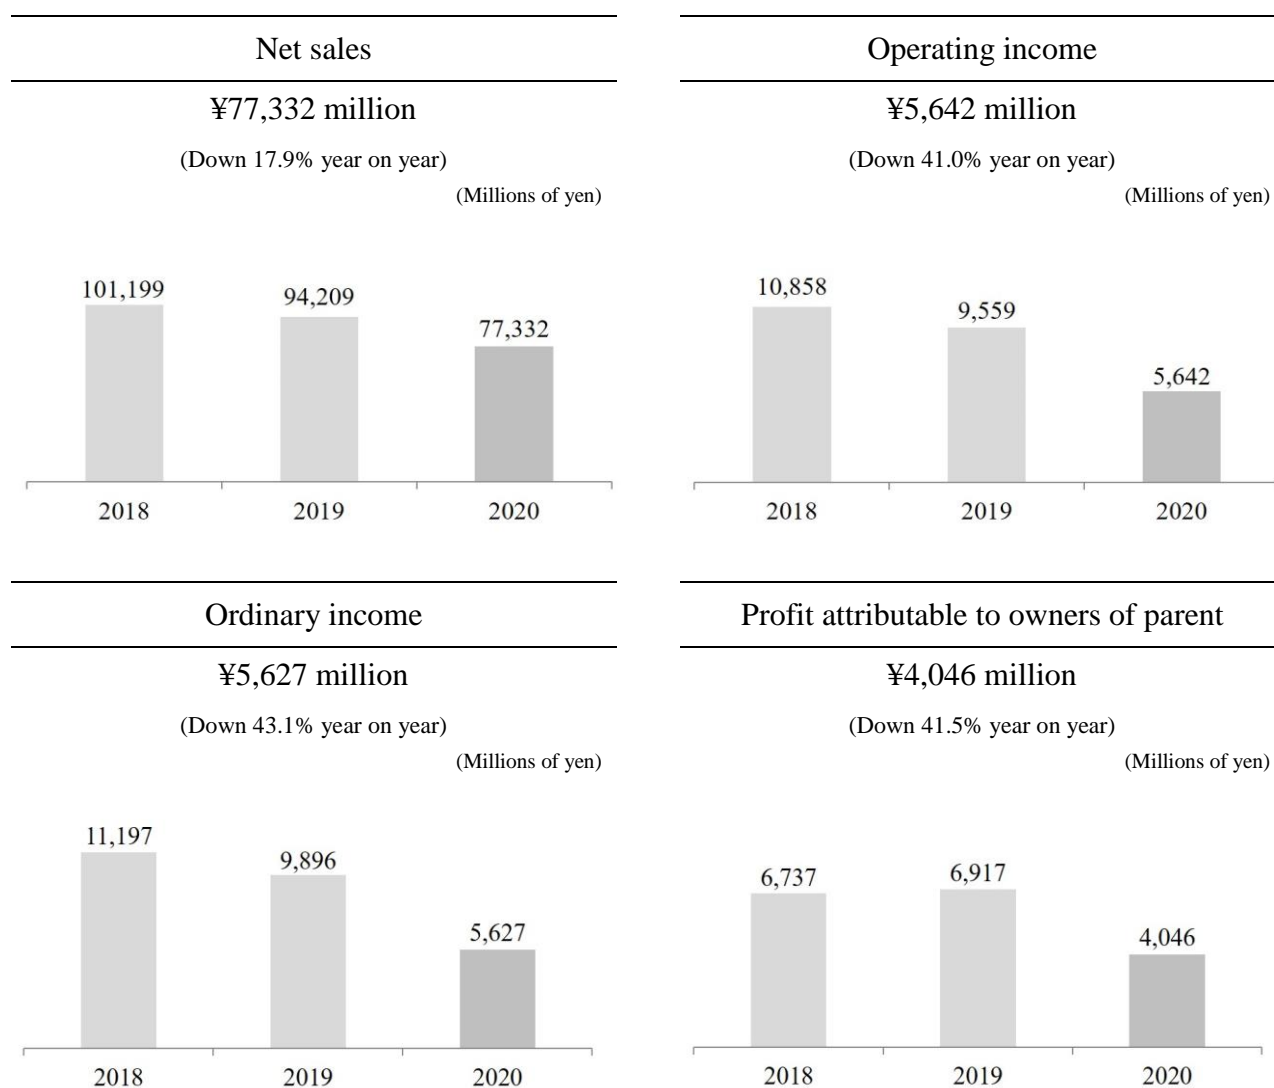 Net sales
¥77,332 million
(Down 17.9% year on year)
(Millions of yen)
101,199
94,209
77,332
2018
2019
2020
Operating income
¥5,642 million
(Down 41.0% year on year)
(Millions of yen)
10,858
9,559
5,642
2018
2019
2020
Ordinary income
¥5,627 million
(Down 43.1% year on year)
(Millions of yen)
11,197
9,896
5,627
2018
2019
2020
Profit attributable to owners of parent
¥4,046 million
(Down 41.5% year on year)
(Millions of yen)
6,737
6,917
4,046
2018
2019
2020